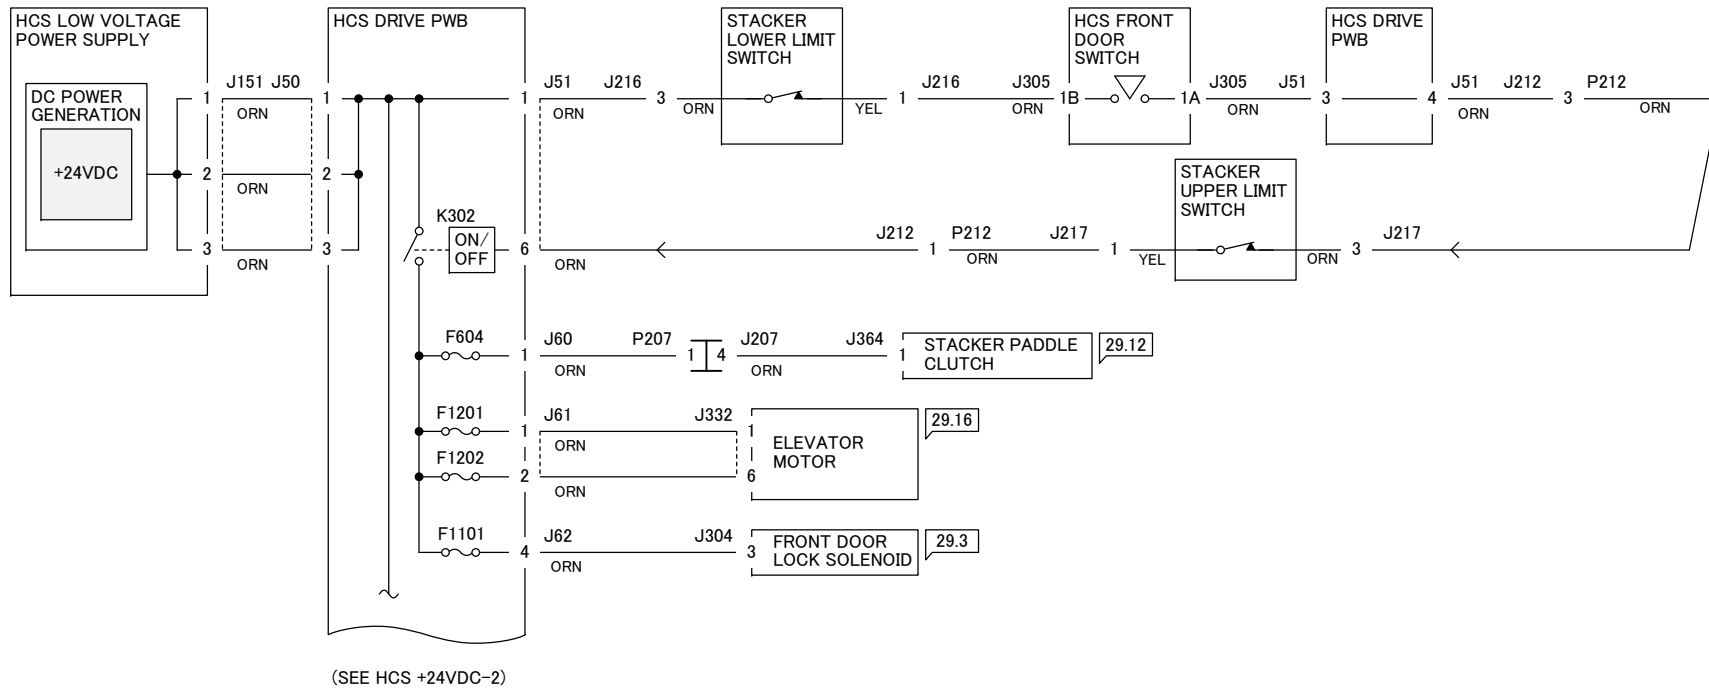 HCS LOW VOLTAGE
POWER SUPPLY
DC POWER
GENERATION
+24VDC
1
2
3
J151 J50
ORN
ORN
ORN
HCS DRIVE PWB
1
2
3
K302
ON/
OFF
F604
F1201
F1202
F1101
1
6
1
1
2
4
(SEE HCS +24VDC-2)
J51
J216
ORN
3
ORN
STACKER
LOWER LIMIT
SWITCH
YEL
1
J216
J305
ORN
1B
HCS FRONT
DOOR
SWITCH
1A
J305
J51
ORN
3
HCS DRIVE
PWB
4
J51
J212
ORN
3
P212
ORN
ORN
J212
1
P212
J217
ORN
1
YEL
STACKER
UPPER LIMIT
SWITCH
ORN
3
J217
J60
P207
ORN
1
4
J207
J364
ORN
1
STACKER PADDLE
CLUTCH
29.12
J61
J332
ORN
ORN
1
6
ELEVATOR
MOTOR
29.16
J62
J304
ORN
3
FRONT DOOR
LOCK SOLENOID
29.3